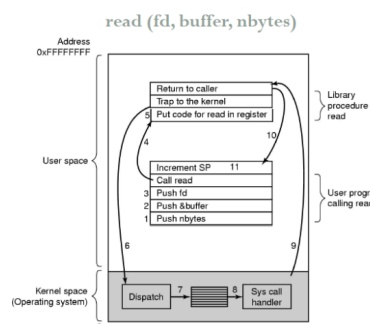 read (fd, buffer, nbytes)
Address
0xFFFFFFFF
Return to caller
Trap to the kernel
5 Put code for read in register
Library
procedure
read
4
10
User space
Increment SP 11
Call read
3 Push fd
2 Push &buffer
1 Push nbytes
User prog
calling rea
6
9
Kernel space
(Operating system)
Dispatch
7
8
Sys call
handler